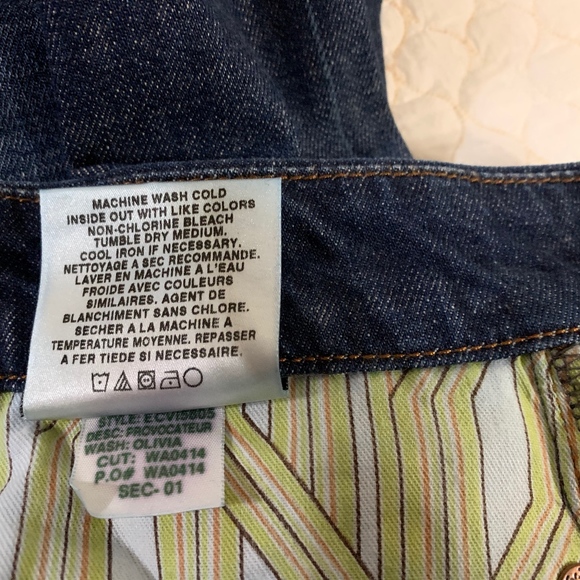 MACHINE WASH COLD
INSIDE OUT WITH LIKE COLORS
NON-CHLORINE BLEACH
TUMBLE DRY MEDIUM.
COOL IRON IF NECESSARY.
NETTOYAGE A SEC RECOMMANDE.
LAVER EN MACHINE A L'EAU
FROIDE AVEC COULEURS
SIMILAIRES. AGENT DE
BLANCHIMENT SANS CHLORE.
SECHER A LA MACHINE A
TEMPERATURE MOYENNE. REPASSER
A FER TIEDE SI NECESSAIRE.
STYLE:
DESC: PROVOCATEUR
WASH: OLIVIA
CUT: WA0414
P.O# WA0414
SEC- 01